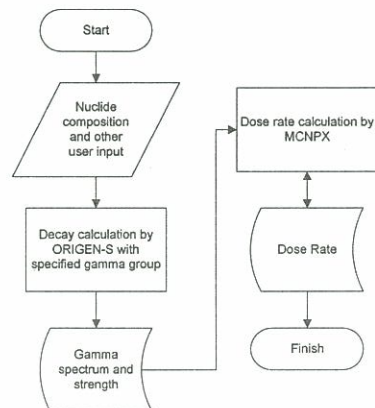 Start
Nuclide
composition
and other
user input
Decay calculation by
ORIGEN-S with
specified gamma group
Gamma
spectrum and
strength
Dose rate calculation by
MCNPX
Dose Rate
Finish